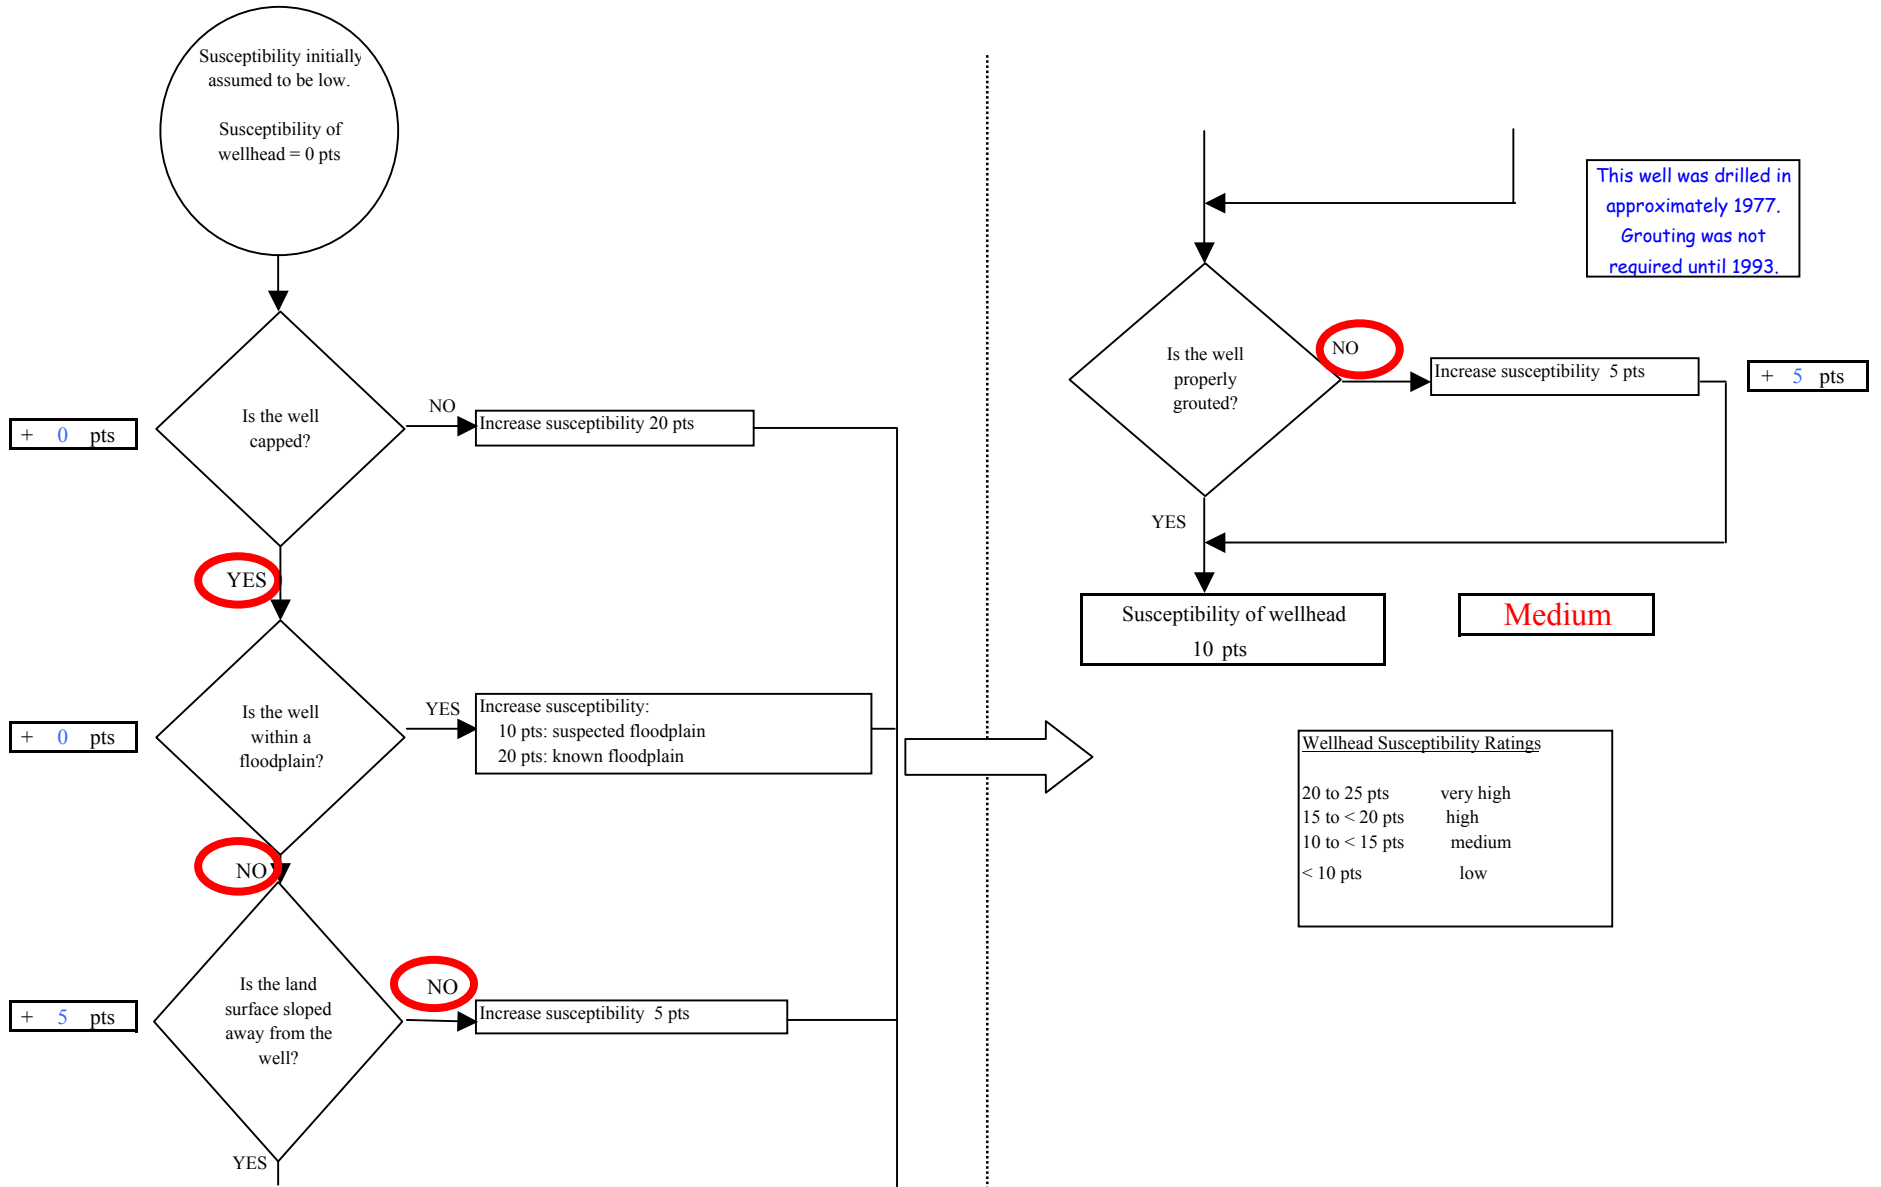 Susceptibility initially
assumed to be low.
Susceptibility of
wellhead = 0 pts
Is the well
capped?
NO
Increase susceptibility 20 pts
+ 0 pts
YES
Is the well
within a
floodplain?
YES
Increase susceptibility:
10 pts: suspected floodplain
20 pts: known floodplain
+ 0 pts
NO
Is the land
surface sloped
away from the
well?
NO
Increase susceptibility 5 pts
+ 5 pts
YES
This well was drilled in
approximately 1977.
Grouting was not
required until 1993.
Is the well
properly
grouted?
NO
Increase susceptibility 5 pts
+ 5 pts
YES
Susceptibility of wellhead
10 pts
Medium
Wellhead Susceptibility Ratings
20 to 25 pts very high
15 to < 20 pts high
10 to < 15 pts medium
< 10 pts low